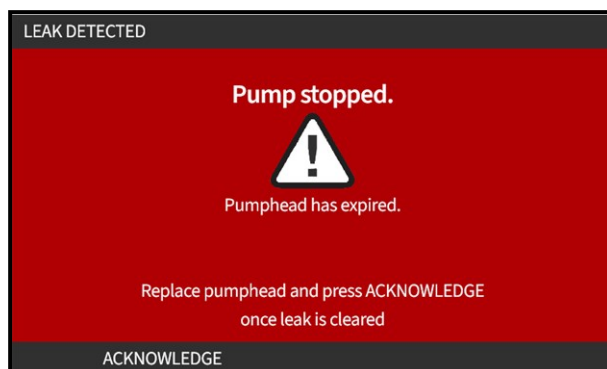 LEAK DETECTED
Pump stopped.
!
Pumphead has expired.
Replace pumphead and press ACKNOWLEDGE
once leak is cleared
ACKNOWLEDGE